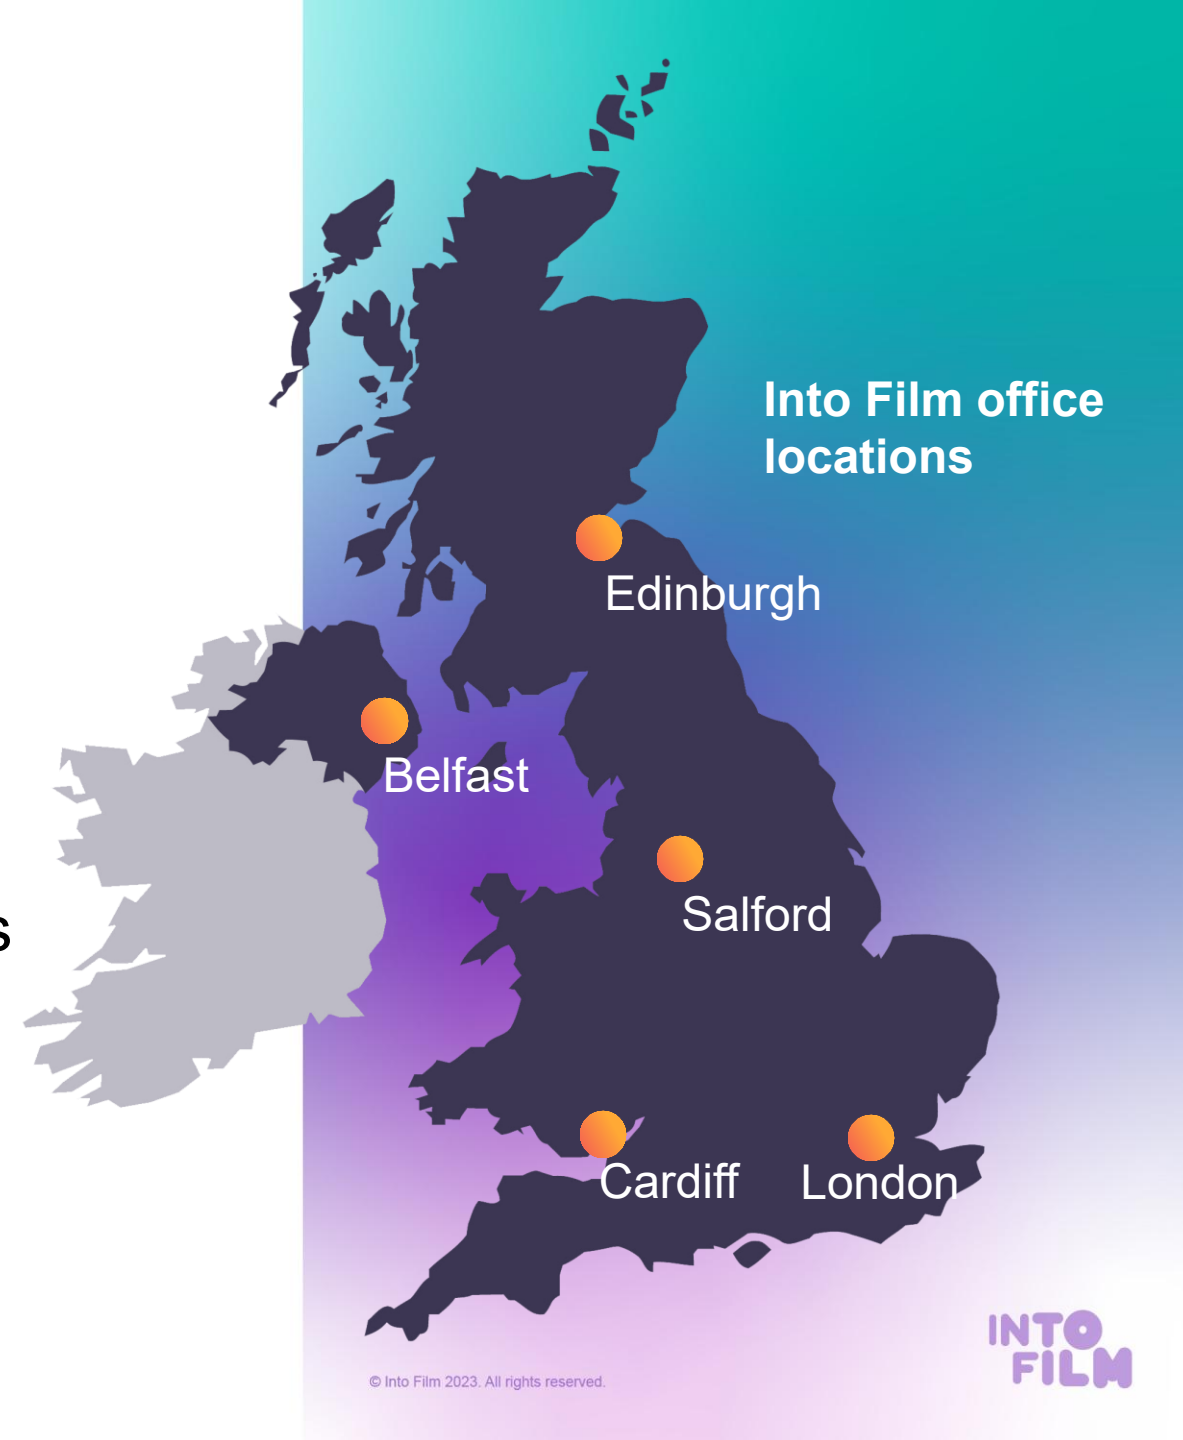 Into Film office
locations
Edinburgh
Belfast
Salford
s
Cardiff
London
INTO
FILM
© Into Film 2023. All rights reserved.